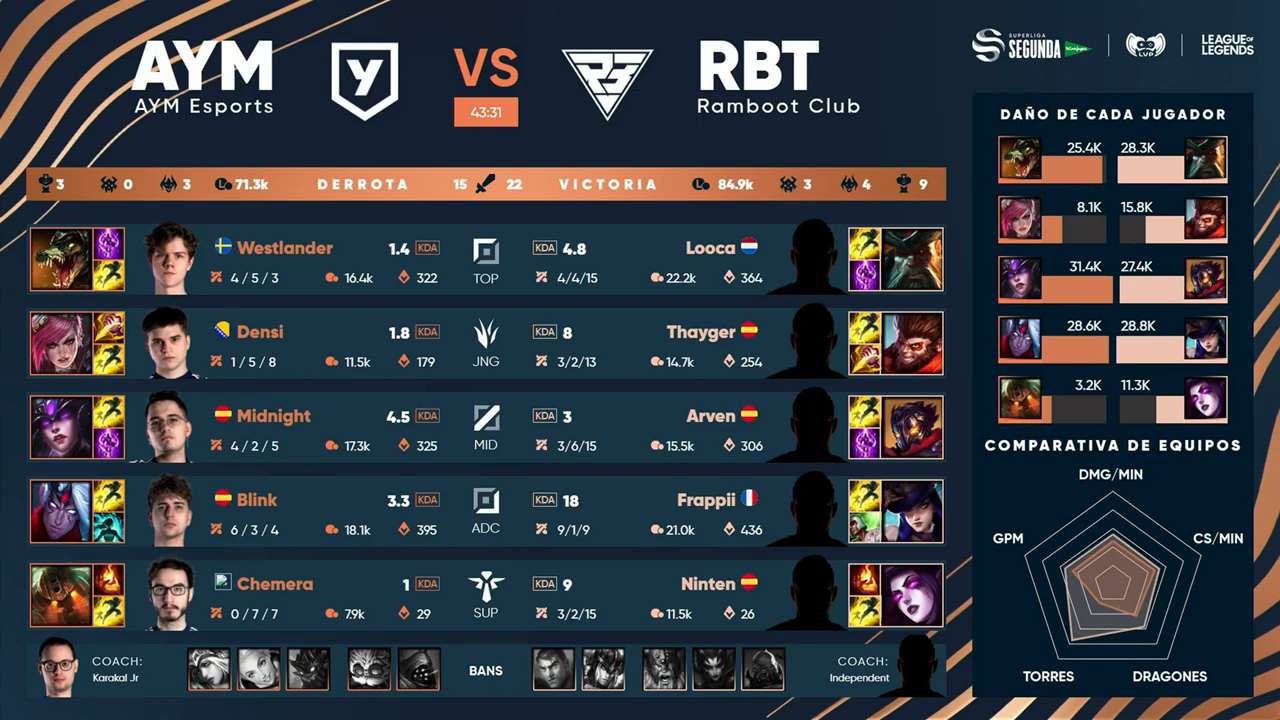 AYM
AYM Esports
VS
43:31
RBT
Ramboot Club
SUPERLIGA
SEGUNDA
LVP
LEAGUE OF
LEGENDS
3 0 3 71.3k DERROTA 15 22 VICTORIA 84.9k 3 4 9
Westlander 1.4 KDA TOP KDA 4.8 Looca
4 / 5 / 3 16.4k 322 4/4/15 22.2k 364
Densi 1.8 KDA JNG KDA 8 Thayger
1 / 5 / 8 11.5k 179 3/2/13 14.7k 254
Midnight 4.5 KDA MID KDA 3 Arven
4 / 2 / 5 17.3k 325 3/6/15 15.5k 306
Blink 3.3 KDA ADC KDA 18 Frappii
6 / 3 / 4 18.1k 395 9/1/9 21.0k 436
Chemera 1 KDA SUP KDA 9 Ninten
0 / 7 / 7 7.9k 29 3/2/15 11.5k 26
COACH:
Karakal Jr
BANS
COACH:
Independent
DAÑO DE CADA JUGADOR
25.4K 28.3K
8.1K 15.8K
31.4K 27.4K
28.6K 28.8K
3.2K 11.3K
COMPARATIVA DE EQUIPOS
DMG/MIN
GPM CS/MIN
TORRES DRAGONES